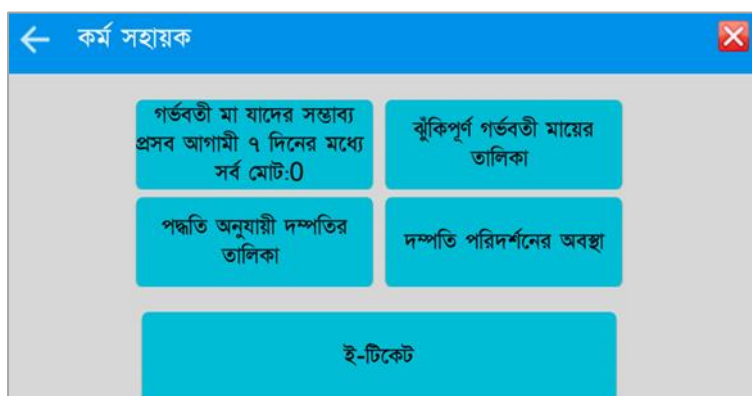 কর্ম সহায়ক
গর্ভবতী মা যাদের সম্ভাব্য
প্রসব আগামী ৭ দিনের মধ্যে
সর্ব মোট:0
ঝুঁকিপূর্ণ গর্ভবতী মায়ের
তালিকা
পদ্ধতি অনুযায়ী দম্পতির
তালিকা
দম্পতি পরিদর্শনের অবস্থা
ই-টিকেট